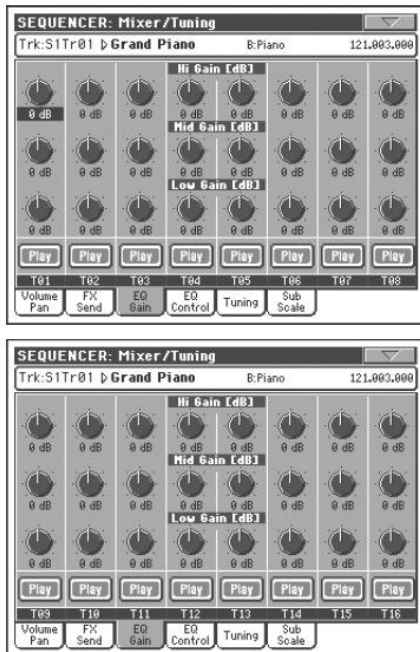 SEQUENCER: Mixer/Tuning
Trk:S1Tr01 Grand Piano B:Piano 121.003.000
Hi Gain [dB]
0 dB 0 dB 0 dB 0 dB 0 dB 0 dB 0 dB 0 dB
Mid Gain [dB]
0 dB 0 dB 0 dB 0 dB 0 dB 0 dB 0 dB 0 dB
Low Gain [dB]
0 dB 0 dB 0 dB 0 dB 0 dB 0 dB 0 dB 0 dB
Play Play Play Play Play Play Play Play
T01 T02 T03 T04 T05 T06 T07 T08
Volume Pan FX Send EQ Gain EQ Control Tuning Sub Scale
SEQUENCER: Mixer/Tuning
Trk:S1Tr01 Grand Piano B:Piano 121.003.000
Hi Gain [dB]
0 dB 0 dB 0 dB 0 dB 0 dB 0 dB 0 dB 0 dB
Mid Gain [dB]
0 dB 0 dB 0 dB 0 dB 0 dB 0 dB 0 dB 0 dB
Low Gain [dB]
0 dB 0 dB 0 dB 0 dB 0 dB 0 dB 0 dB 0 dB
Play Play Play Play Play Play Play Play
T09 T10 T11 T12 T13 T14 T15 T16
Volume Pan FX Send EQ Gain EQ Control Tuning Sub Scale